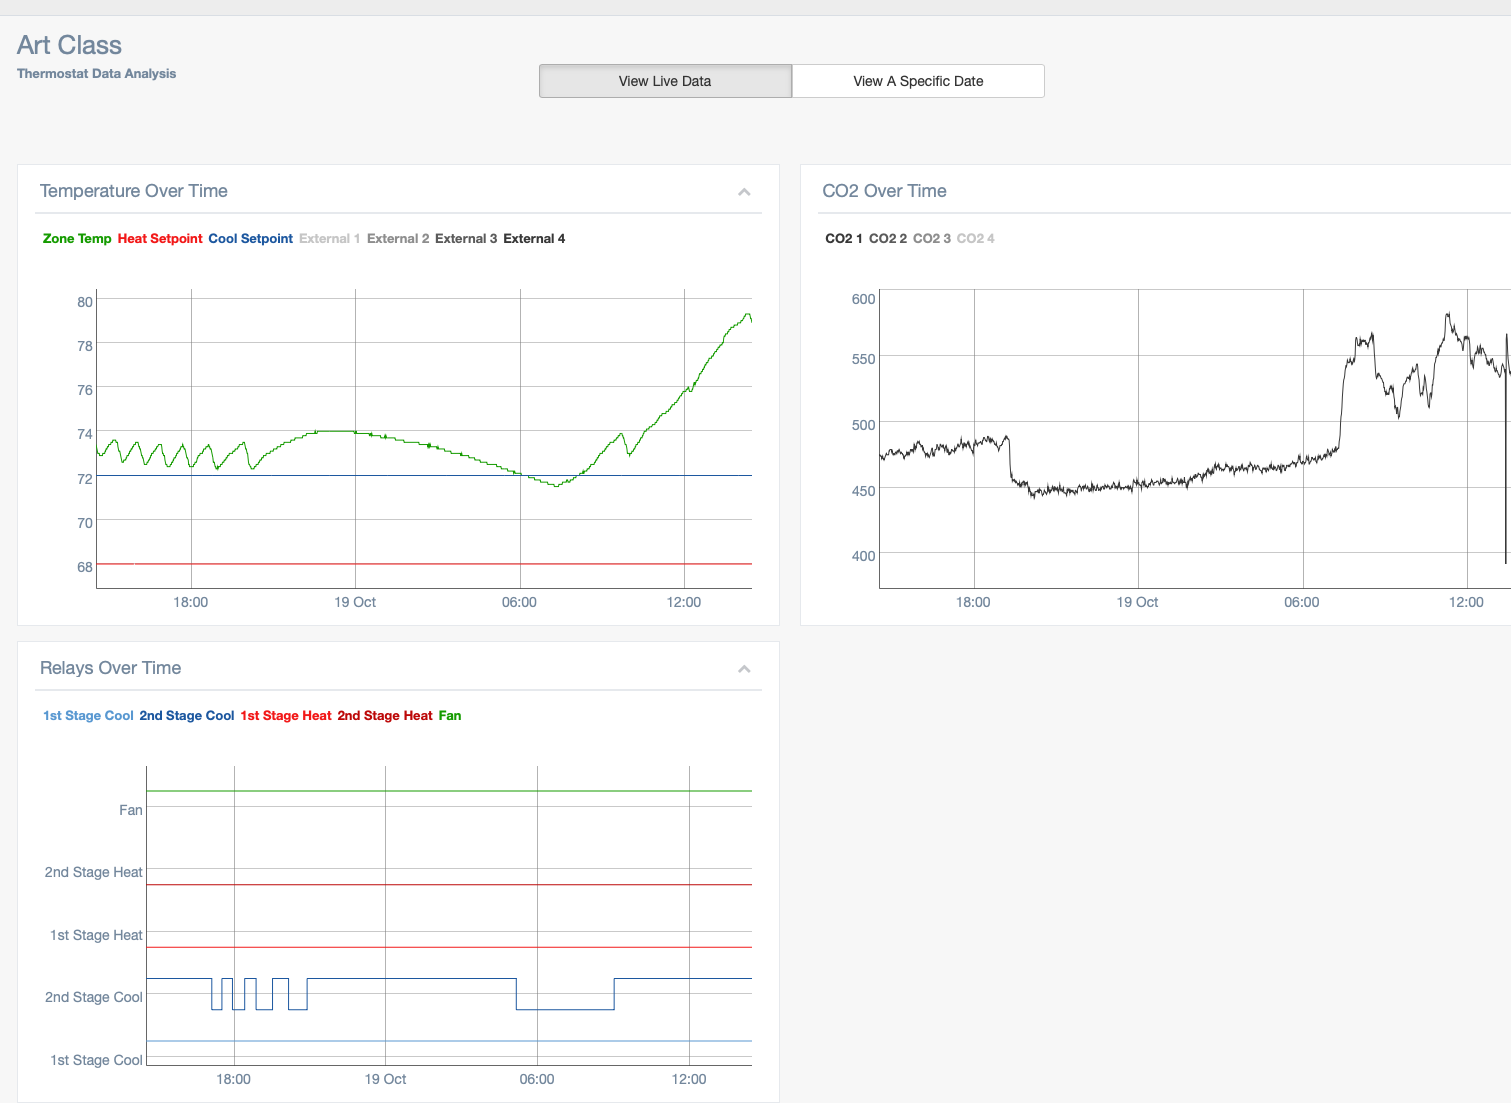 Art Class
Thermostat Data Analysis
View Live Data
View A Specific Date
Temperature Over Time
Zone Temp Heat Setpoint Cool Setpoint External 1 External 2 External 3 External 4
80
78
76
74
72
70
68
18:00 19 Oct 06:00 12:00
CO2 Over Time
CO2 1 CO2 2 CO2 3 CO2 4
600
550
500
450
400
18:00 19 Oct 06:00 12:00
Relays Over Time
1st Stage Cool 2nd Stage Cool 1st Stage Heat 2nd Stage Heat Fan
Fan
2nd Stage Heat
1st Stage Heat
2nd Stage Cool
1st Stage Cool
18:00 19 Oct 06:00 12:00